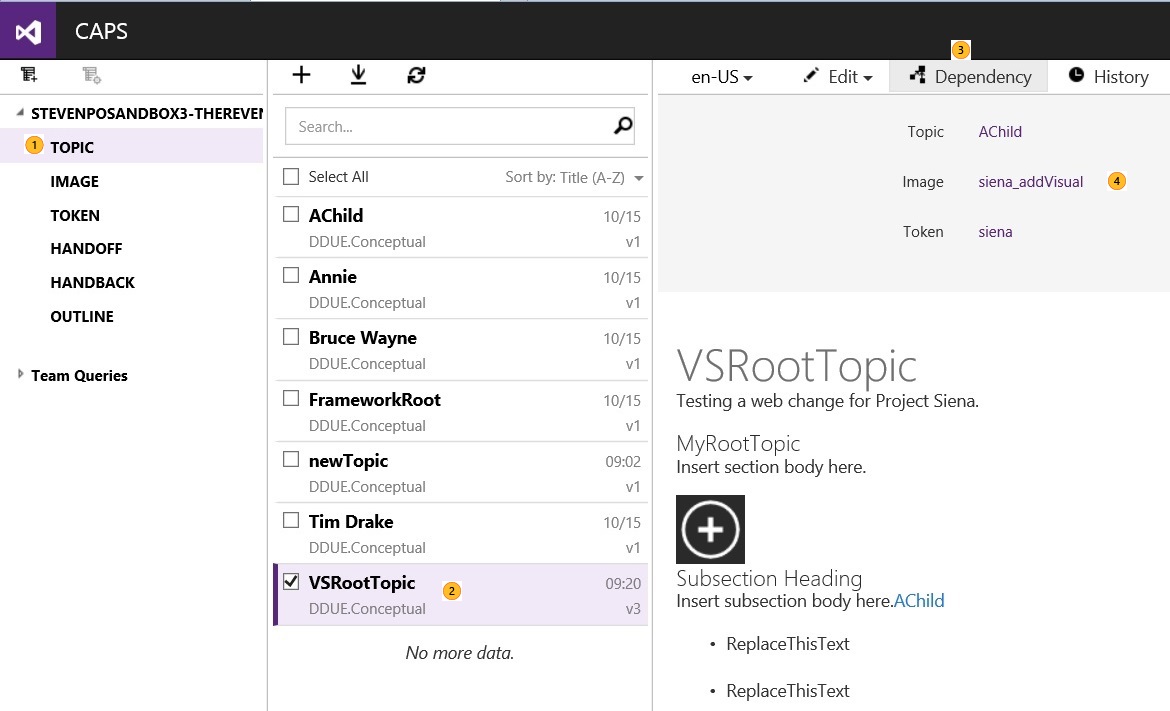 CAPS
3
en-US
Edit
Dependency
History
STEVENPOSANDBOX3-THEREVEN
1
TOPIC
IMAGE
TOKEN
HANDOFF
HANDBACK
OUTLINE
Team Queries
Search...
Select All
Sort by: Title (A-Z)
AChild 10/15
DDUE.Conceptual v1
Annie 10/15
DDUE.Conceptual v1
Bruce Wayne 10/15
DDUE.Conceptual v1
FrameworkRoot 10/15
DDUE.Conceptual v1
newTopic 09:02
DDUE.Conceptual v1
Tim Drake 10/15
DDUE.Conceptual v1
VSRootTopic 09:20
2
DDUE.Conceptual v3
No more data.
Topic AChild
Image siena_addVisual 4
Token siena
VSRootTopic
Testing a web change for Project Siena.
MyRootTopic
Insert section body here.
Subsection Heading
Insert subsection body here.AChild
• ReplaceThisText
• ReplaceThisText